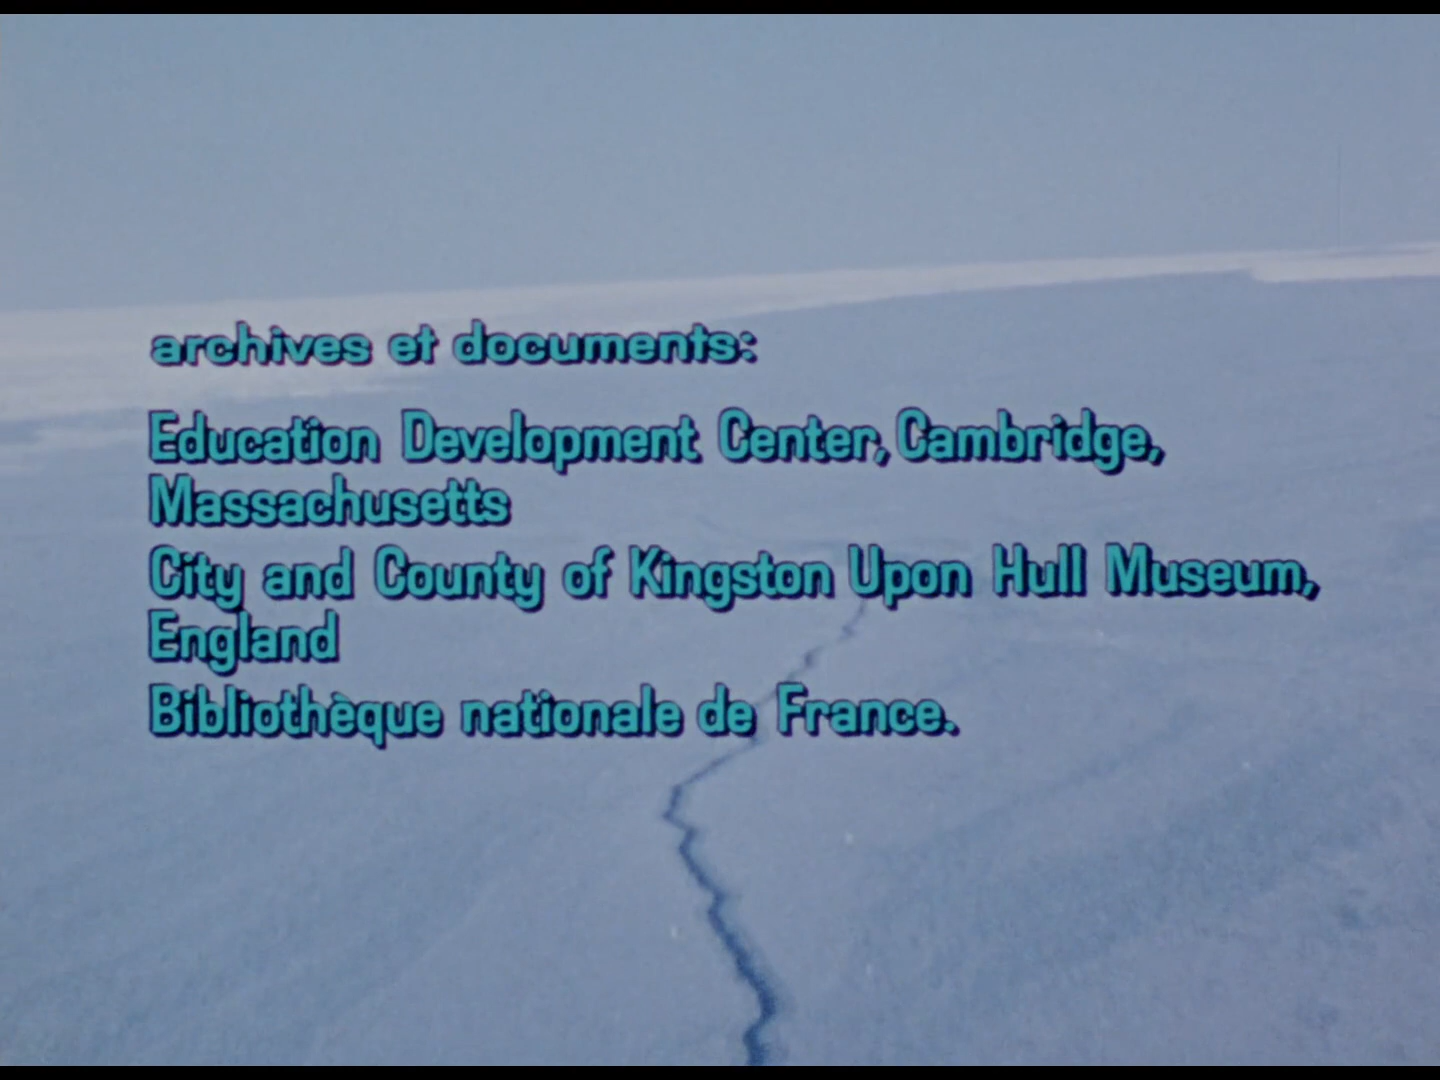 archives et documents:
Education Development Center, Cambridge,
Massachusetts
City and County of Kingston Upon Hull Museum,
England
Bibliothèque nationale de France.